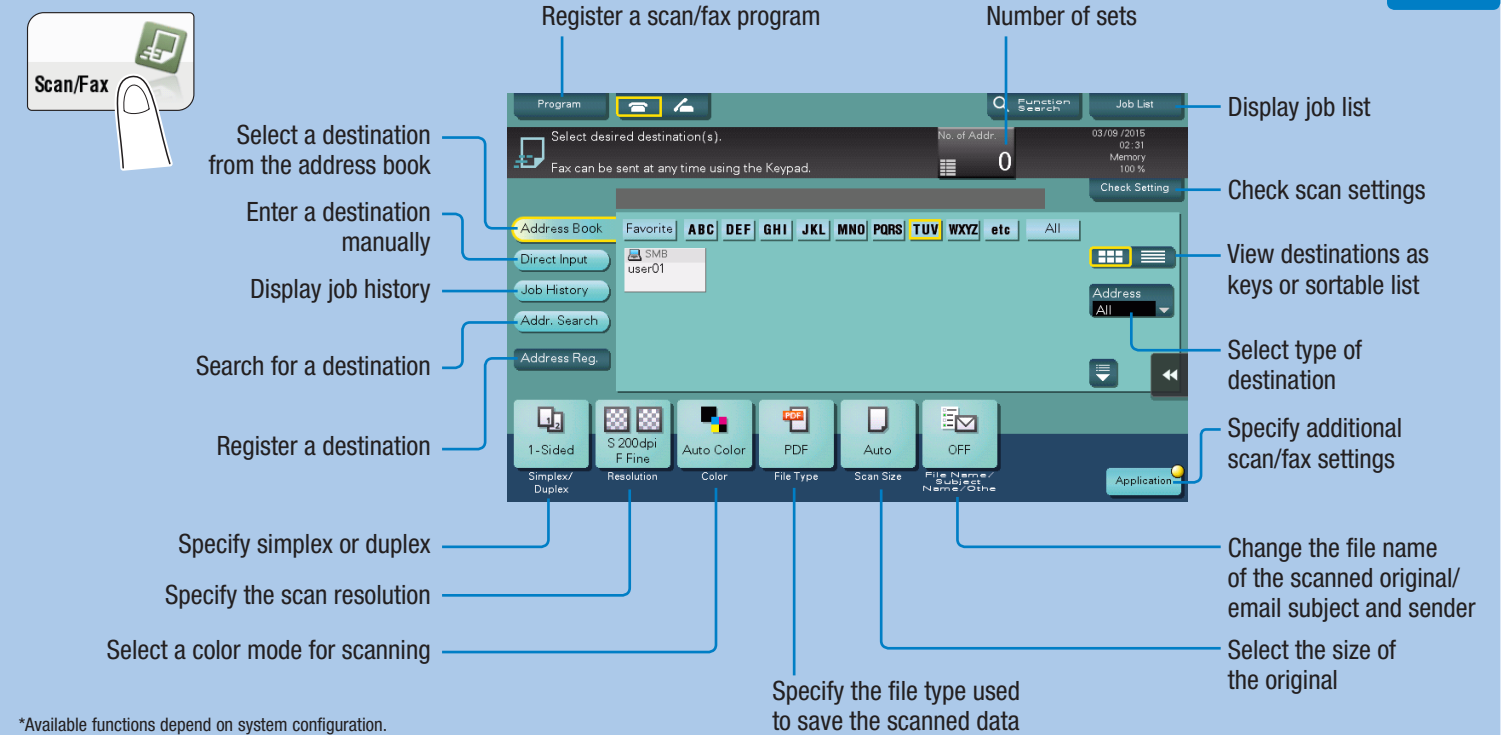 Register a scan/fax program
Number of sets
Scan/Fax
Program
Function
Search
Job List
Display job list
Select a destination
from the address book
Select desired destination(s).
Fax can be sent at any time using the Keypad.
No. of Addr.
0
03/09 /2015
02:31
Memory
100 %
Check Setting
Check scan settings
Enter a destination
manually
Address Book
Favorite ABC DEF GHI JKL MNO PQRS TUV WXYZ etc All
Direct Input
SMB
user01
View destinations as
keys or sortable list
Display job history
Job History
Address
All
Addr. Search
Search for a destination
Address Reg.
Select type of
destination
Register a destination
1-Sided
Simplex/
Duplex
S 200dpi
F Fine
Resolution
Auto Color
Color
PDF
PDF
File Type
Auto
Scan Size
OFF
File Name/
Subject
Name/Othe
Application
Specify additional
scan/fax settings
Specify simplex or duplex
Specify the scan resolution
Select a color mode for scanning
Specify the file type used
to save the scanned data
Change the file name
of the scanned original/
email subject and sender
Select the size of
the original
*Available functions depend on system configuration.